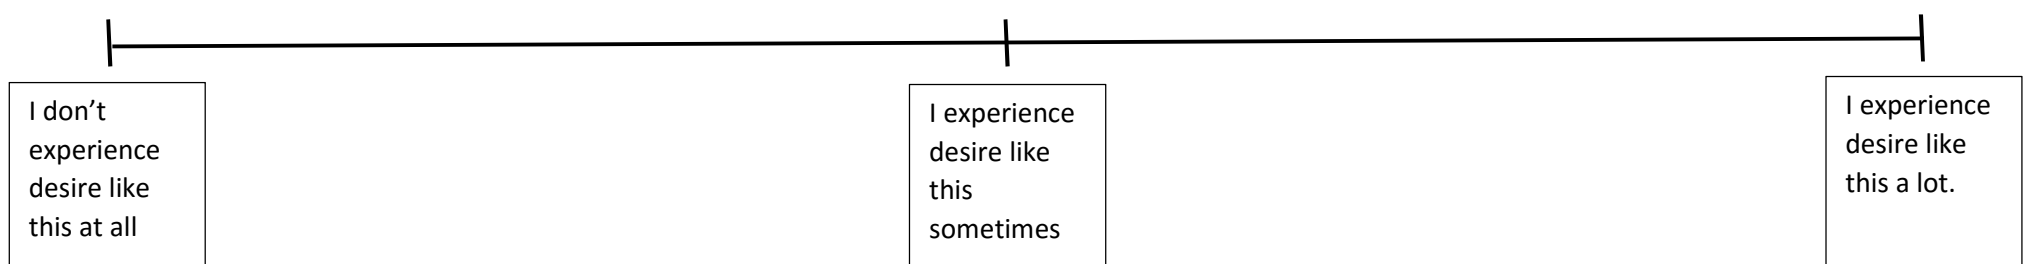 I don’t
experience
desire like
this at all
I experience
desire like
this
sometimes
I experience
desire like
this a lot.